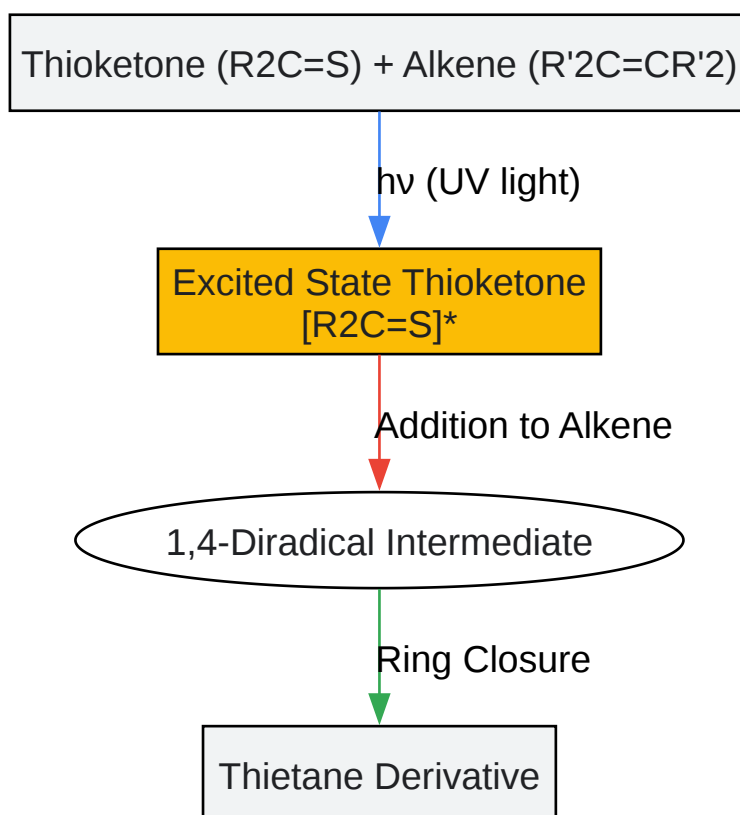 Thioketone (R2C=S) + Alkene (R'2C=CR'2)
hν (UV light)
Excited State Thioketone
[R2C=S]*
Addition to Alkene
1,4-Diradical Intermediate
Ring Closure
Thietane Derivative